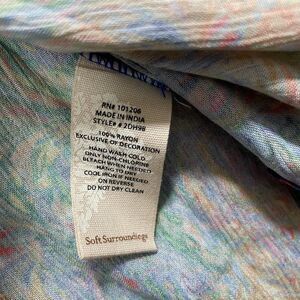 RN# 101206
MADE IN INDIA
STYLE# 2DH98
100% RAYON
EXCLUSIVE OF DECORATION
HAND WASH COLD
ONLY NON-CHLORINE
BLEACH WHEN NEEDED
HANG TO DRY
COOL IRON IF NEEDED
ON REVERSE
DO NOT DRY CLEAN
Soft Surroundings